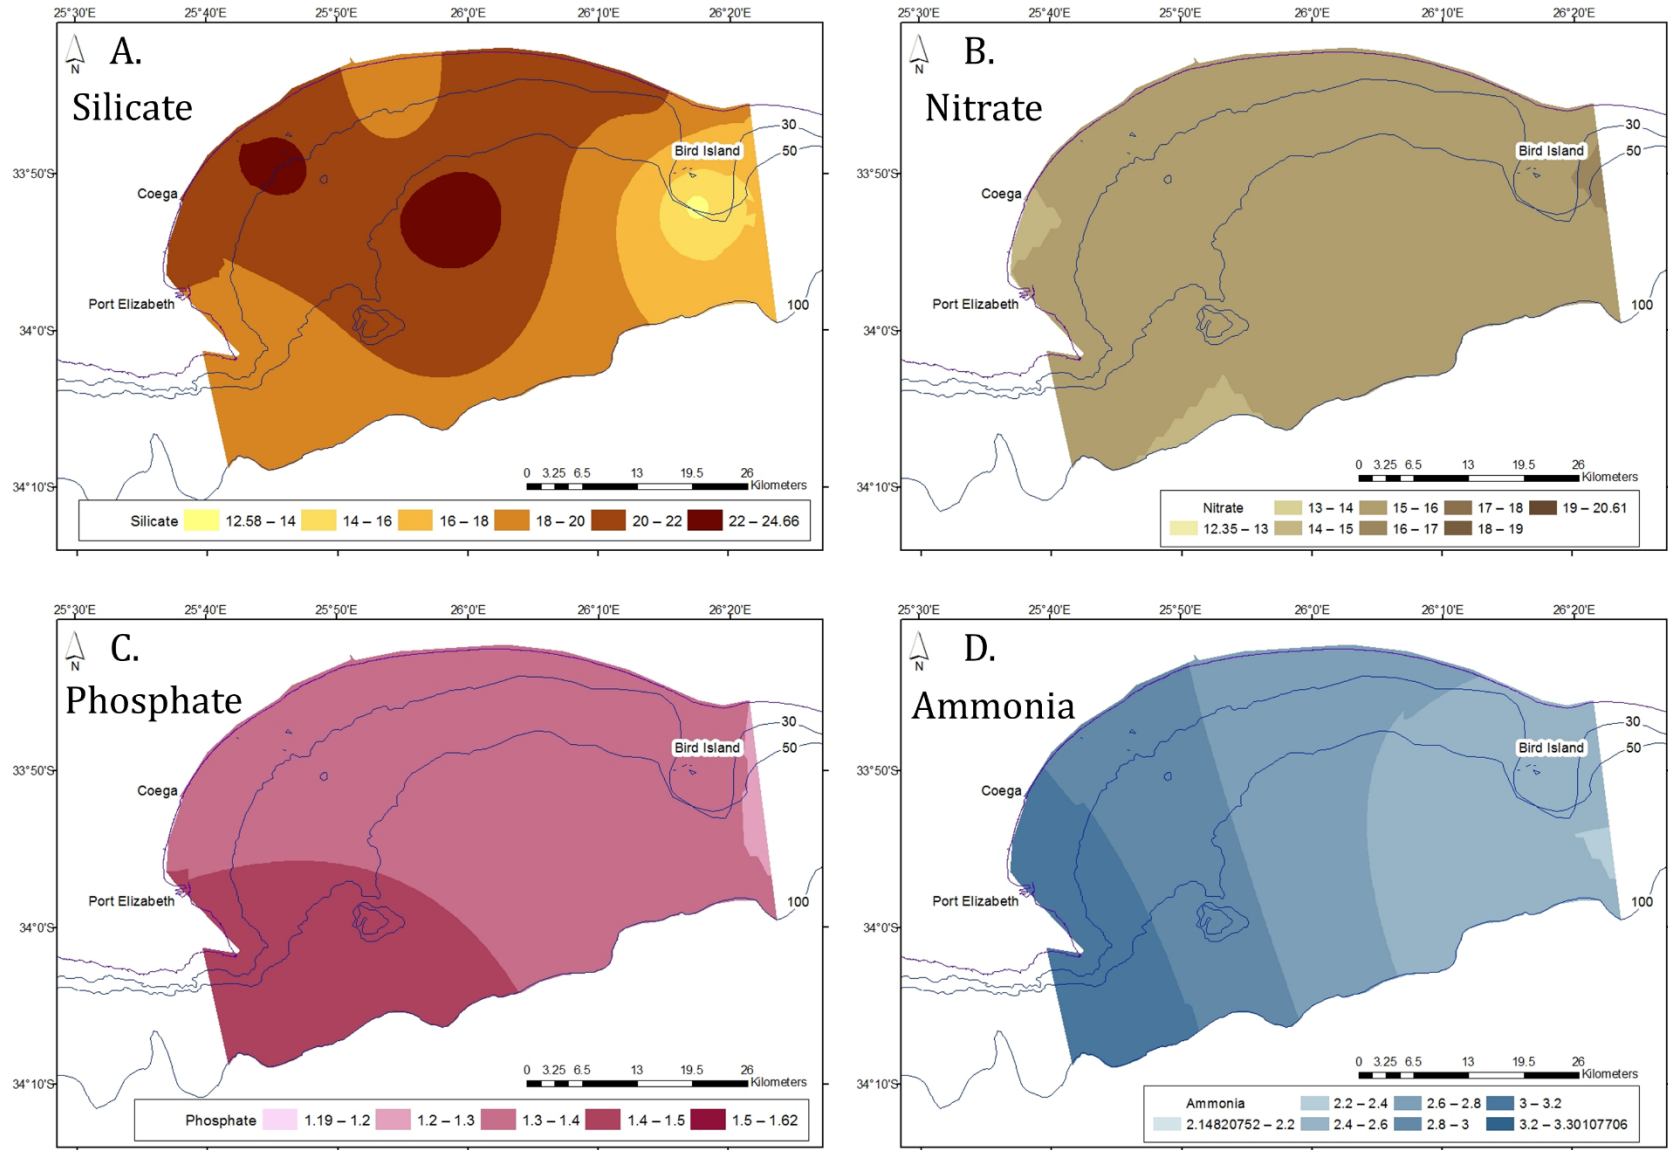 25°30'E 25°40'E 25°50'E 26°0'E 26°10'E 26°20'E
A.
N
Silicate
30
Bird Island
50
33°50'S
Coega
Port Elizabeth
100
34°0'S
0 3.25 6.5 13 19.5 26
Kilometers
34°10'S
Silicate 12.58 – 14 14 – 16 16 – 18 18 – 20 20 – 22 22 – 24.66
25°30'E 25°40'E 25°50'E 26°0'E 26°10'E 26°20'E
B.
N
Nitrate
30
Bird Island
50
33°50'S
Coega
Port Elizabeth
100
34°0'S
0 3.25 6.5 13 19.5 26
Kilometers
34°10'S
Nitrate 13 – 14 15 – 16 17 – 18 19 – 20.61
12.35 – 13 14 – 15 16 – 17 18 – 19
25°30'E 25°40'E 25°50'E 26°0'E 26°10'E 26°20'E
C.
N
Phosphate
30
Bird Island
50
33°50'S
Coega
Port Elizabeth
100
34°0'S
0 3.25 6.5 13 19.5 26
Kilometers
34°10'S
Phosphate 1.19 – 1.2 1.2 – 1.3 1.3 – 1.4 1.4 – 1.5 1.5 – 1.62
25°30'E 25°40'E 25°50'E 26°0'E 26°10'E 26°20'E
D.
N
Ammonia
30
Bird Island
50
33°50'S
Coega
Port Elizabeth
100
34°0'S
0 3.25 6.5 13 19.5 26
Kilometers
34°10'S
Ammonia 2.2 – 2.4 2.6 – 2.8 3 – 3.2
2.14820752 – 2.2 2.4 – 2.6 2.8 – 3 3.2 – 3.30107706